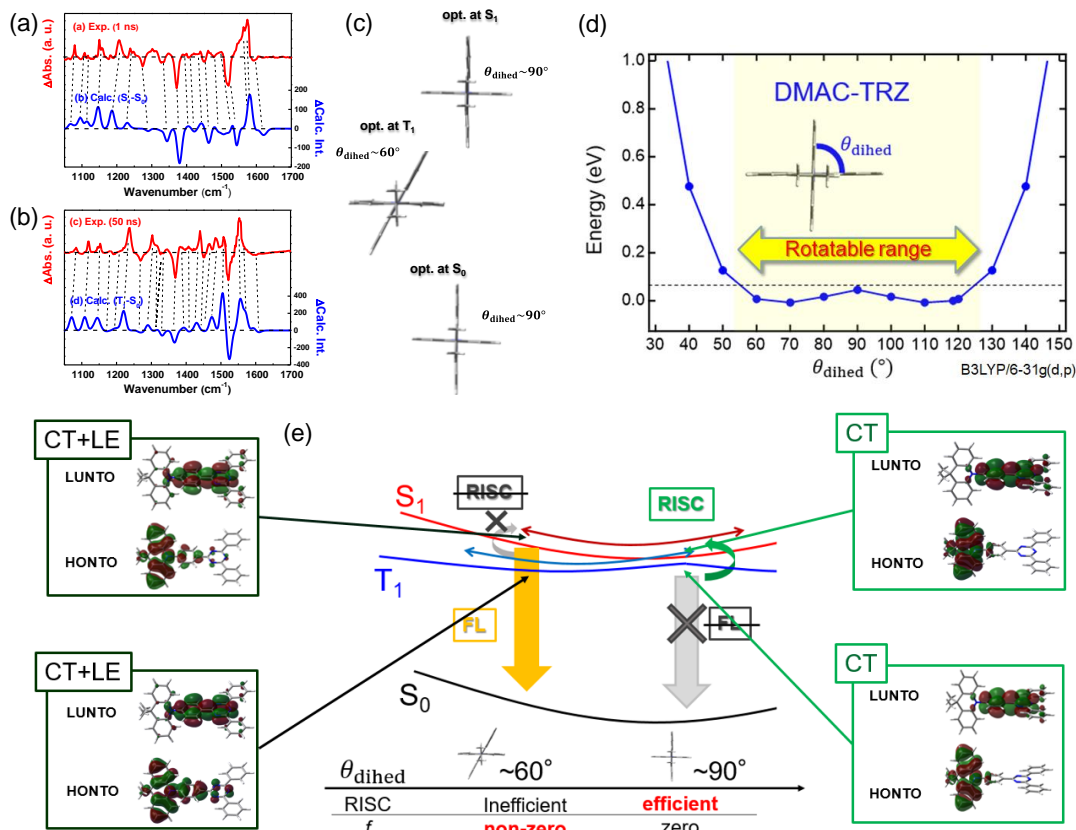 (a)
(a) Exp. (1 ns)
ΔAbs. (a. u.)
(b) Calc. (S₁-S₀)
200
100
0
-100
-200
ΔCalc. Int.
1100 1200 1300 1400 1500 1600 1700
Wavenumber (cm⁻¹)
(b)
(c) Exp. (50 ns)
ΔAbs. (a. u.)
(d) Calc. (T₁-S₀)
400
200
0
-200
-400
ΔCalc. Int.
1100 1200 1300 1400 1500 1600 1700
Wavenumber (cm⁻¹)
(c)
opt. at S₁
θdihed~90°
opt. at T₁
θdihed~60°
opt. at S₀
θdihed~90°
(d)
DMAC-TRZ
θdihed
Rotatable range
Energy (eV)
1.0
0.8
0.6
0.4
0.2
0.0
30 40 50 60 70 80 90 100 110 120 130 140 150
θdihed (°)
B3LYP/6-31g(d,p)
(e)
CT+LE
LUNTO
HONTO
CT+LE
LUNTO
HONTO
S₁
RISC
RISC
T₁
FL
FL
S₀
CT
LUNTO
HONTO
CT
LUNTO
HONTO
θdihed ~60° ~90°
RISC Inefficient efficient
f non-zero zero